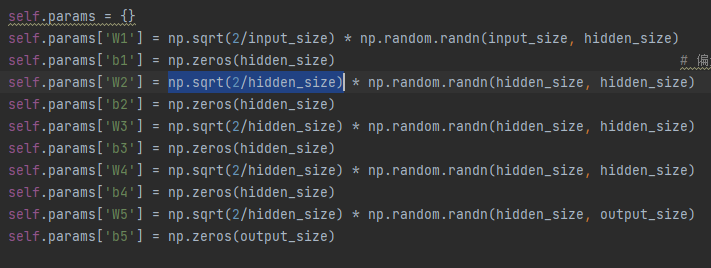 self.params = {}
self.params['W1'] = np.sqrt(2/input_size) * np.random.randn(input_size, hidden_size)
self.params['b1'] = np.zeros(hidden_size) # 偏
self.params['W2'] = np.sqrt(2/hidden_size) * np.random.randn(hidden_size, hidden_size)
self.params['b2'] = np.zeros(hidden_size)
self.params['W3'] = np.sqrt(2/hidden_size) * np.random.randn(hidden_size, hidden_size)
self.params['b3'] = np.zeros(hidden_size)
self.params['W4'] = np.sqrt(2/hidden_size) * np.random.randn(hidden_size, hidden_size)
self.params['b4'] = np.zeros(hidden_size)
self.params['W5'] = np.sqrt(2/hidden_size) * np.random.randn(hidden_size, output_size)
self.params['b5'] = np.zeros(output_size)